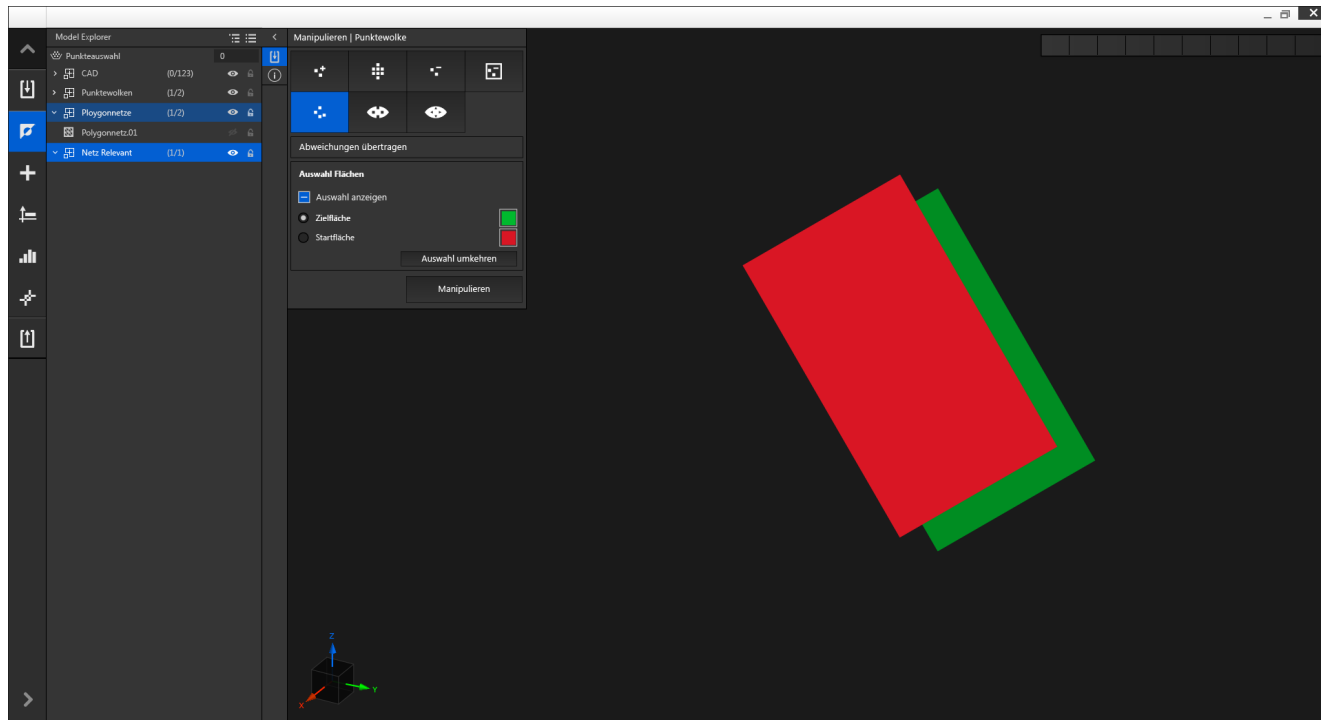 Model Explorer
Manipulieren | Punktewolke
Punkteauswahl 0
CAD (0/123)
Punktewolken (1/2)
Ploygonnetze (1/2)
Polygonnetz.01
Netz Relevant (1/1)
Abweichungen übertragen
Auswahl Flächen
Auswahl anzeigen
Zielfläche
Startfläche
Auswahl umkehren
Manipulieren
Z
Y
X